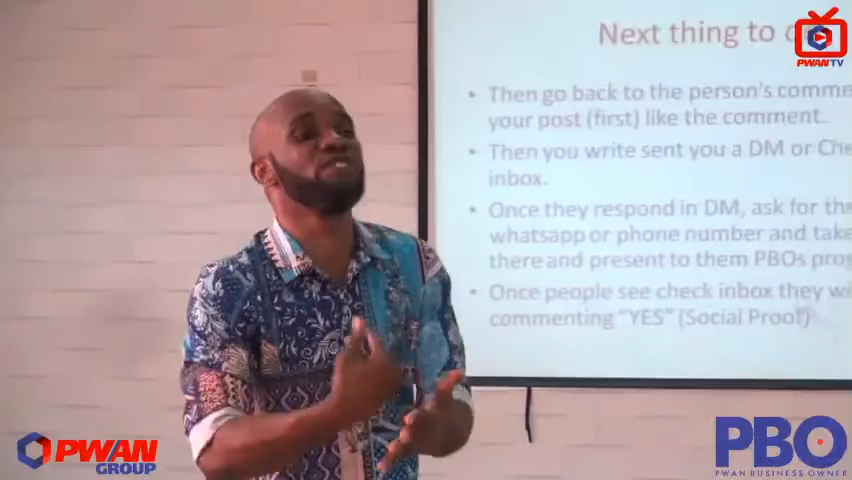 Next thing to
PWANTV
• Then go back to the person's comme
your post (first) like the comment.
• Then you write sent you a DM or Che
inbox.
• Once they respond in DM, ask for the
whatsapp or phone number and take
there and present to them PBOs pro
• Once people see check inbox they wi
commenting "YES" (Social Proof)
PWAN
GROUP
PBO
PWAN BUSINESS OWNER